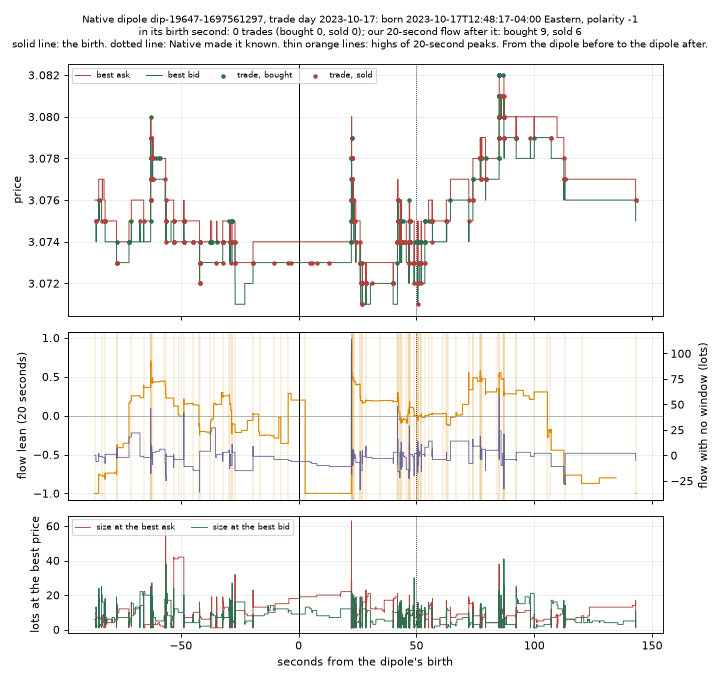 Native dipole dip-19647-1697561297, trade day 2023-10-17: born 2023-10-17T12:48:17-04:00 Eastern, polarity -1
in its birth second: 0 trades (bought 0, sold 0); our 20-second flow after it: bought 9, sold 6
solid line: the birth. dotted line: Native made it known. thin orange lines: highs of 20-second peaks. From the dipole before to the dipole after.
best ask
best bid
trade, bought
trade, sold
3.082
3.080
3.078
3.076
3.074
3.072
price
1.0
0.5
0.0
−0.5
−1.0
flow lean (20 seconds)
100
75
50
25
0
−25
flow with no window (lots)
size at the best ask
size at the best bid
60
40
20
0
lots at the best price
−50
0
50
100
150
seconds from the dipole's birth